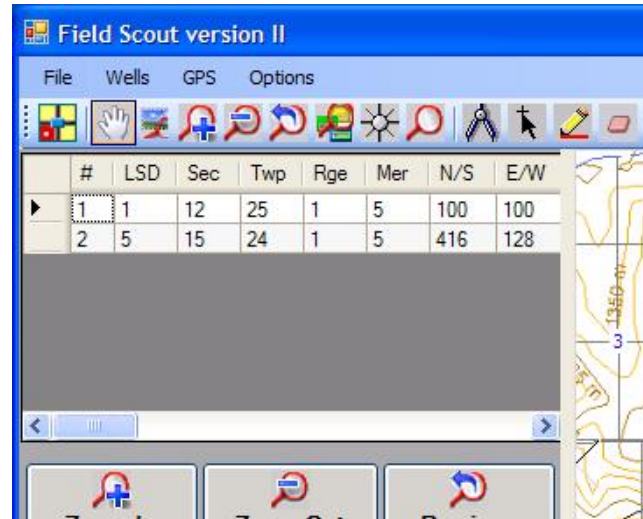 Field Scout version II
File Wells GPS Options
# LSD Sec Twp Rge Mer N/S E/W
1 1 12 25 1 5 100 100
2 5 15 24 1 5 416 128
1350 m
3